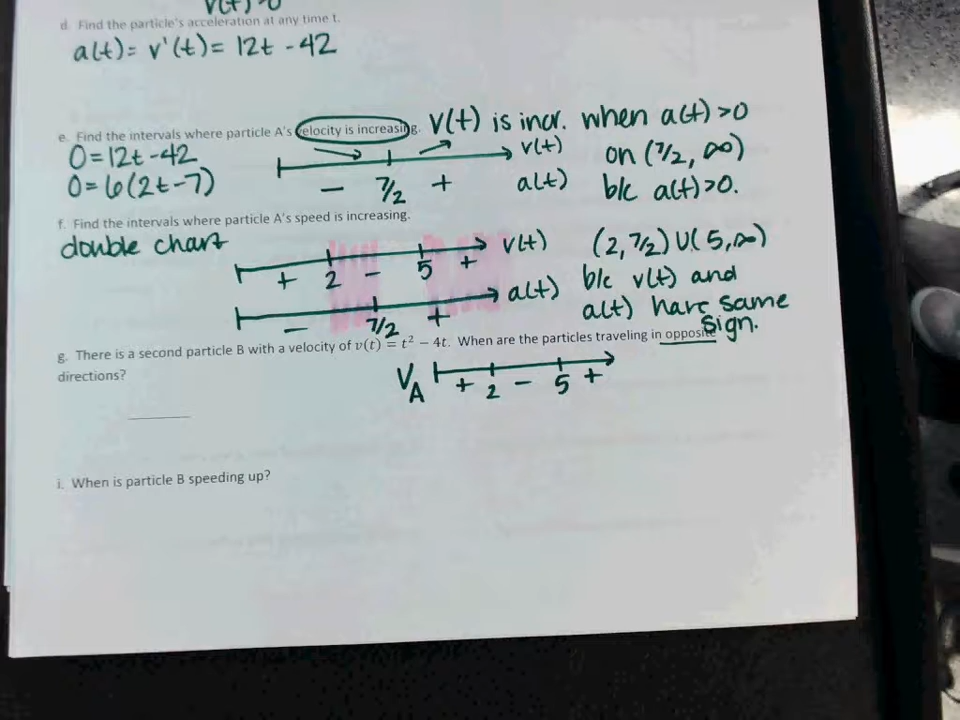 v(t)>0
d. Find the particle's acceleration at any time t.
a(t)= v'(t)= 12t -42
e. Find the intervals where particle A's velocity is increasing. v(t) is incr. when a(t) >0
0=12t -42
0=6(2t-7)
v(t)
− 7/2 + a(t)
on (7/2, ∞)
b/c a(t)>0.
f. Find the intervals where particle A's speed is increasing.
double chart
+ 2 − 5 + v(t)
− 7/2 + a(t)
(2,7/2) U( 5,∞)
b/c v(t) and
a(t) have same
sign.
g. There is a second particle B with a velocity of v(t) = t² − 4t. When are the particles traveling in opposite
directions?
V_A + 2 − 5 +
i. When is particle B speeding up?